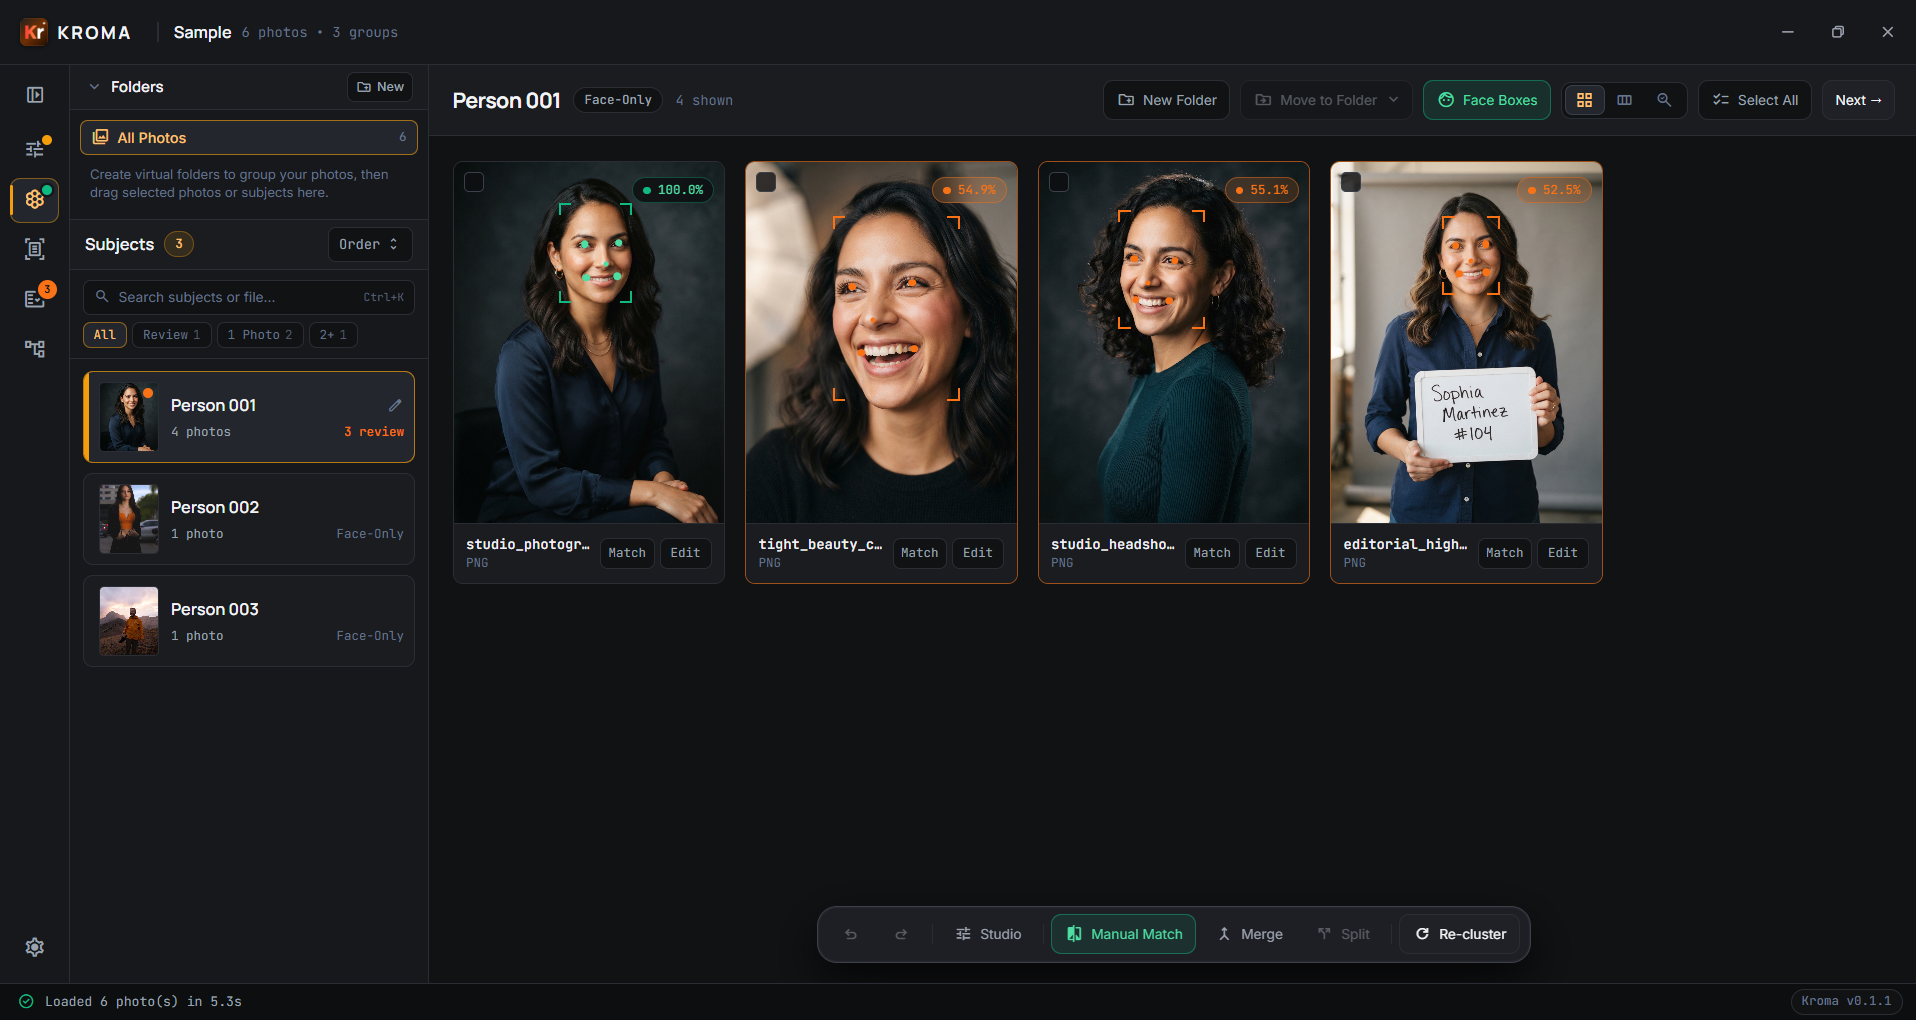 Kr KROMA
Sample 6 photos • 3 groups
Folders
New
All Photos 6
Create virtual folders to group your photos, then
drag selected photos or subjects here.
Subjects 3
Order
Search subjects or file... Ctrl+K
All Review 1 1 Photo 2 2+ 1
3
Person 001
4 photos 3 review
Person 002
1 photo Face-Only
Person 003
1 photo Face-Only
Person 001 Face-Only 4 shown
New Folder Move to Folder Face Boxes Select All Next →
100.0%
54.9%
55.1%
52.5%
Sophia
Martinez
#104
studio_photogr… Match Edit
PNG
tight_beauty_c… Match Edit
PNG
studio_headsho… Match Edit
PNG
editorial_high… Match Edit
PNG
Studio Manual Match Merge Split Re-cluster
Loaded 6 photo(s) in 5.3s
Kroma v0.1.1